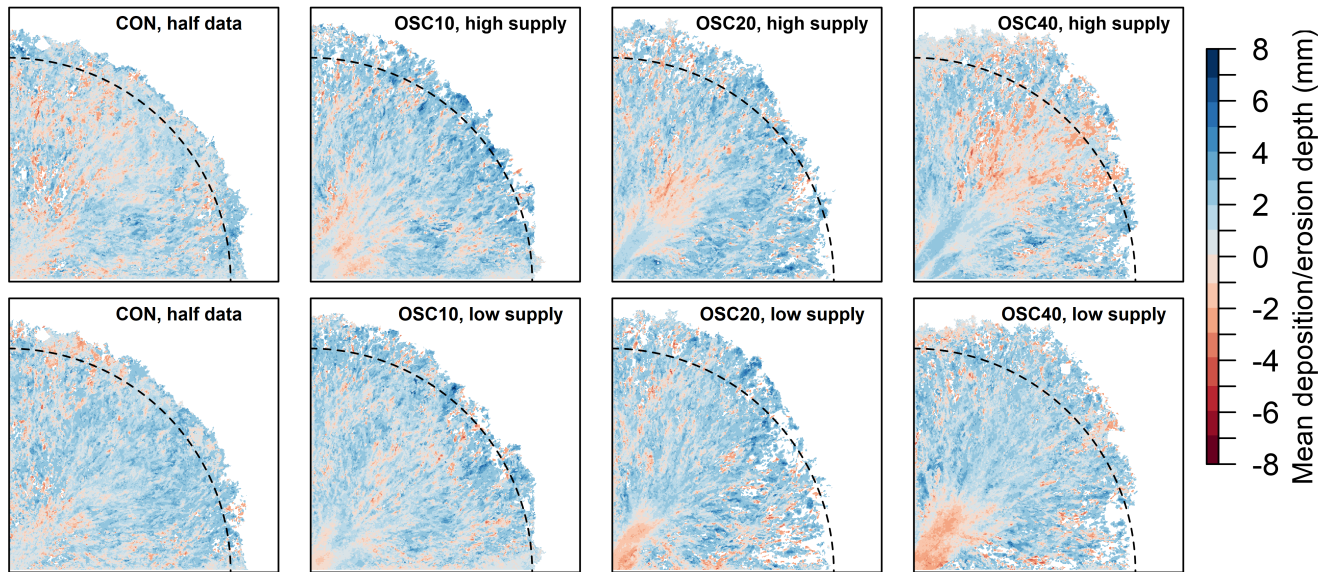 CON, half data
OSC10, high supply
OSC20, high supply
OSC40, high supply
CON, half data
OSC10, low supply
OSC20, low supply
OSC40, low supply
8
6
4
2
0
-2
-4
-6
-8
Mean deposition/erosion depth (mm)